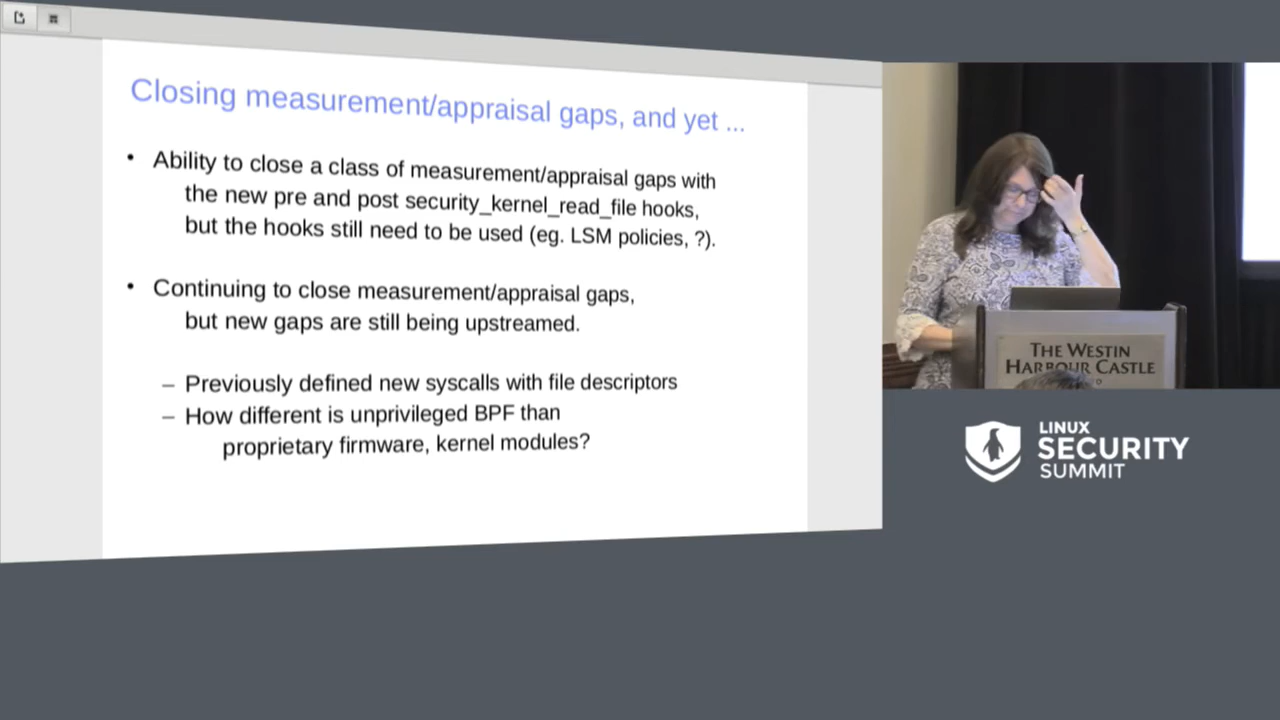 Closing measurement/appraisal gaps, and yet ...
• Ability to close a class of measurement/appraisal gaps with
the new pre and post security_kernel_read_file hooks,
but the hooks still need to be used (eg. LSM policies, ?).
• Continuing to close measurement/appraisal gaps,
but new gaps are still being upstreamed.
– Previously defined new syscalls with file descriptors
– How different is unprivileged BPF than
proprietary firmware, kernel modules?
THE WESTIN
HARBOUR CASTLE
LINUX
SECURITY
SUMMIT